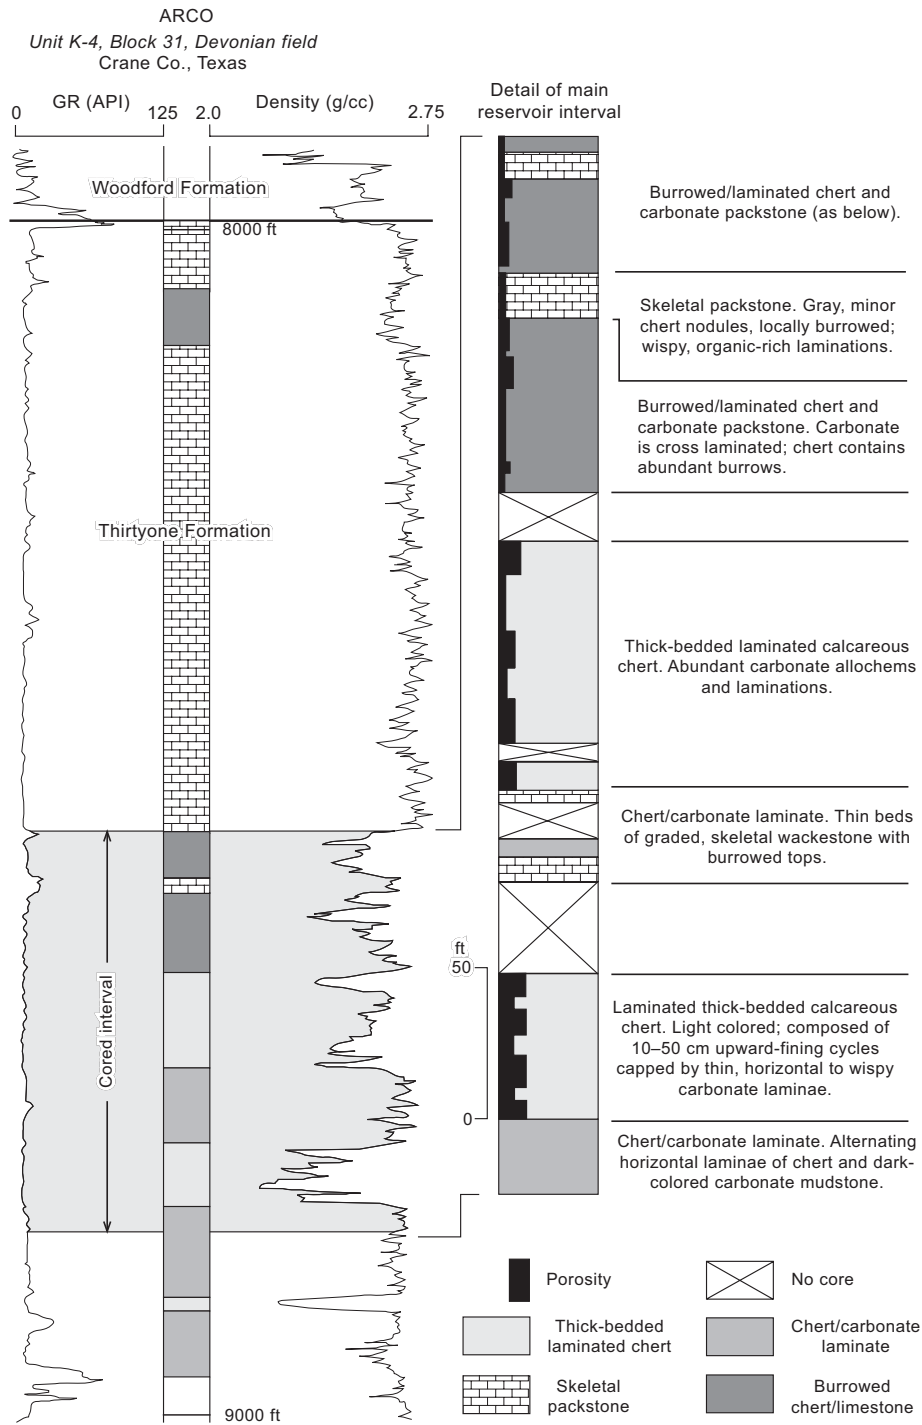 ARCO
Unit K-4, Block 31, Devonian field
Crane Co., Texas
0 GR (API) 125 2.0 Density (g/cc) 2.75
Detail of main
reservoir interval
Woodford Formation
8000 ft
Thirtyone Formation
Cored interval
9000 ft
ft
50
0
Burrowed/laminated chert and
carbonate packstone (as below).
Skeletal packstone. Gray, minor
chert nodules, locally burrowed;
wispy, organic-rich laminations.
Burrowed/laminated chert and
carbonate packstone. Carbonate
is cross laminated; chert contains
abundant burrows.
Thick-bedded laminated calcareous
chert. Abundant carbonate allochems
and laminations.
Chert/carbonate laminate. Thin beds
of graded, skeletal wackestone with
burrowed tops.
Laminated thick-bedded calcareous
chert. Light colored; composed of
10–50 cm upward-fining cycles
capped by thin, horizontal to wispy
carbonate laminae.
Chert/carbonate laminate. Alternating
horizontal laminae of chert and dark-
colored carbonate mudstone.
Porosity
No core
Thick-bedded
laminated chert
Chert/carbonate
laminate
Skeletal
packstone
Burrowed
chert/limestone